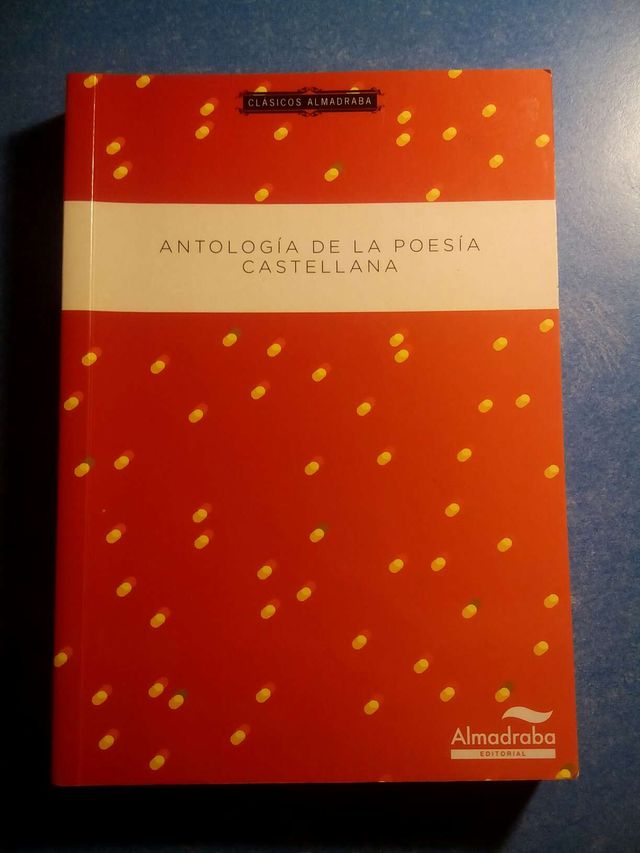 CLÁSICOS ALMADRABA
ANTOLOGÍA DE LA POESÍA
CASTELLANA
Almadraba
EDITORIAL